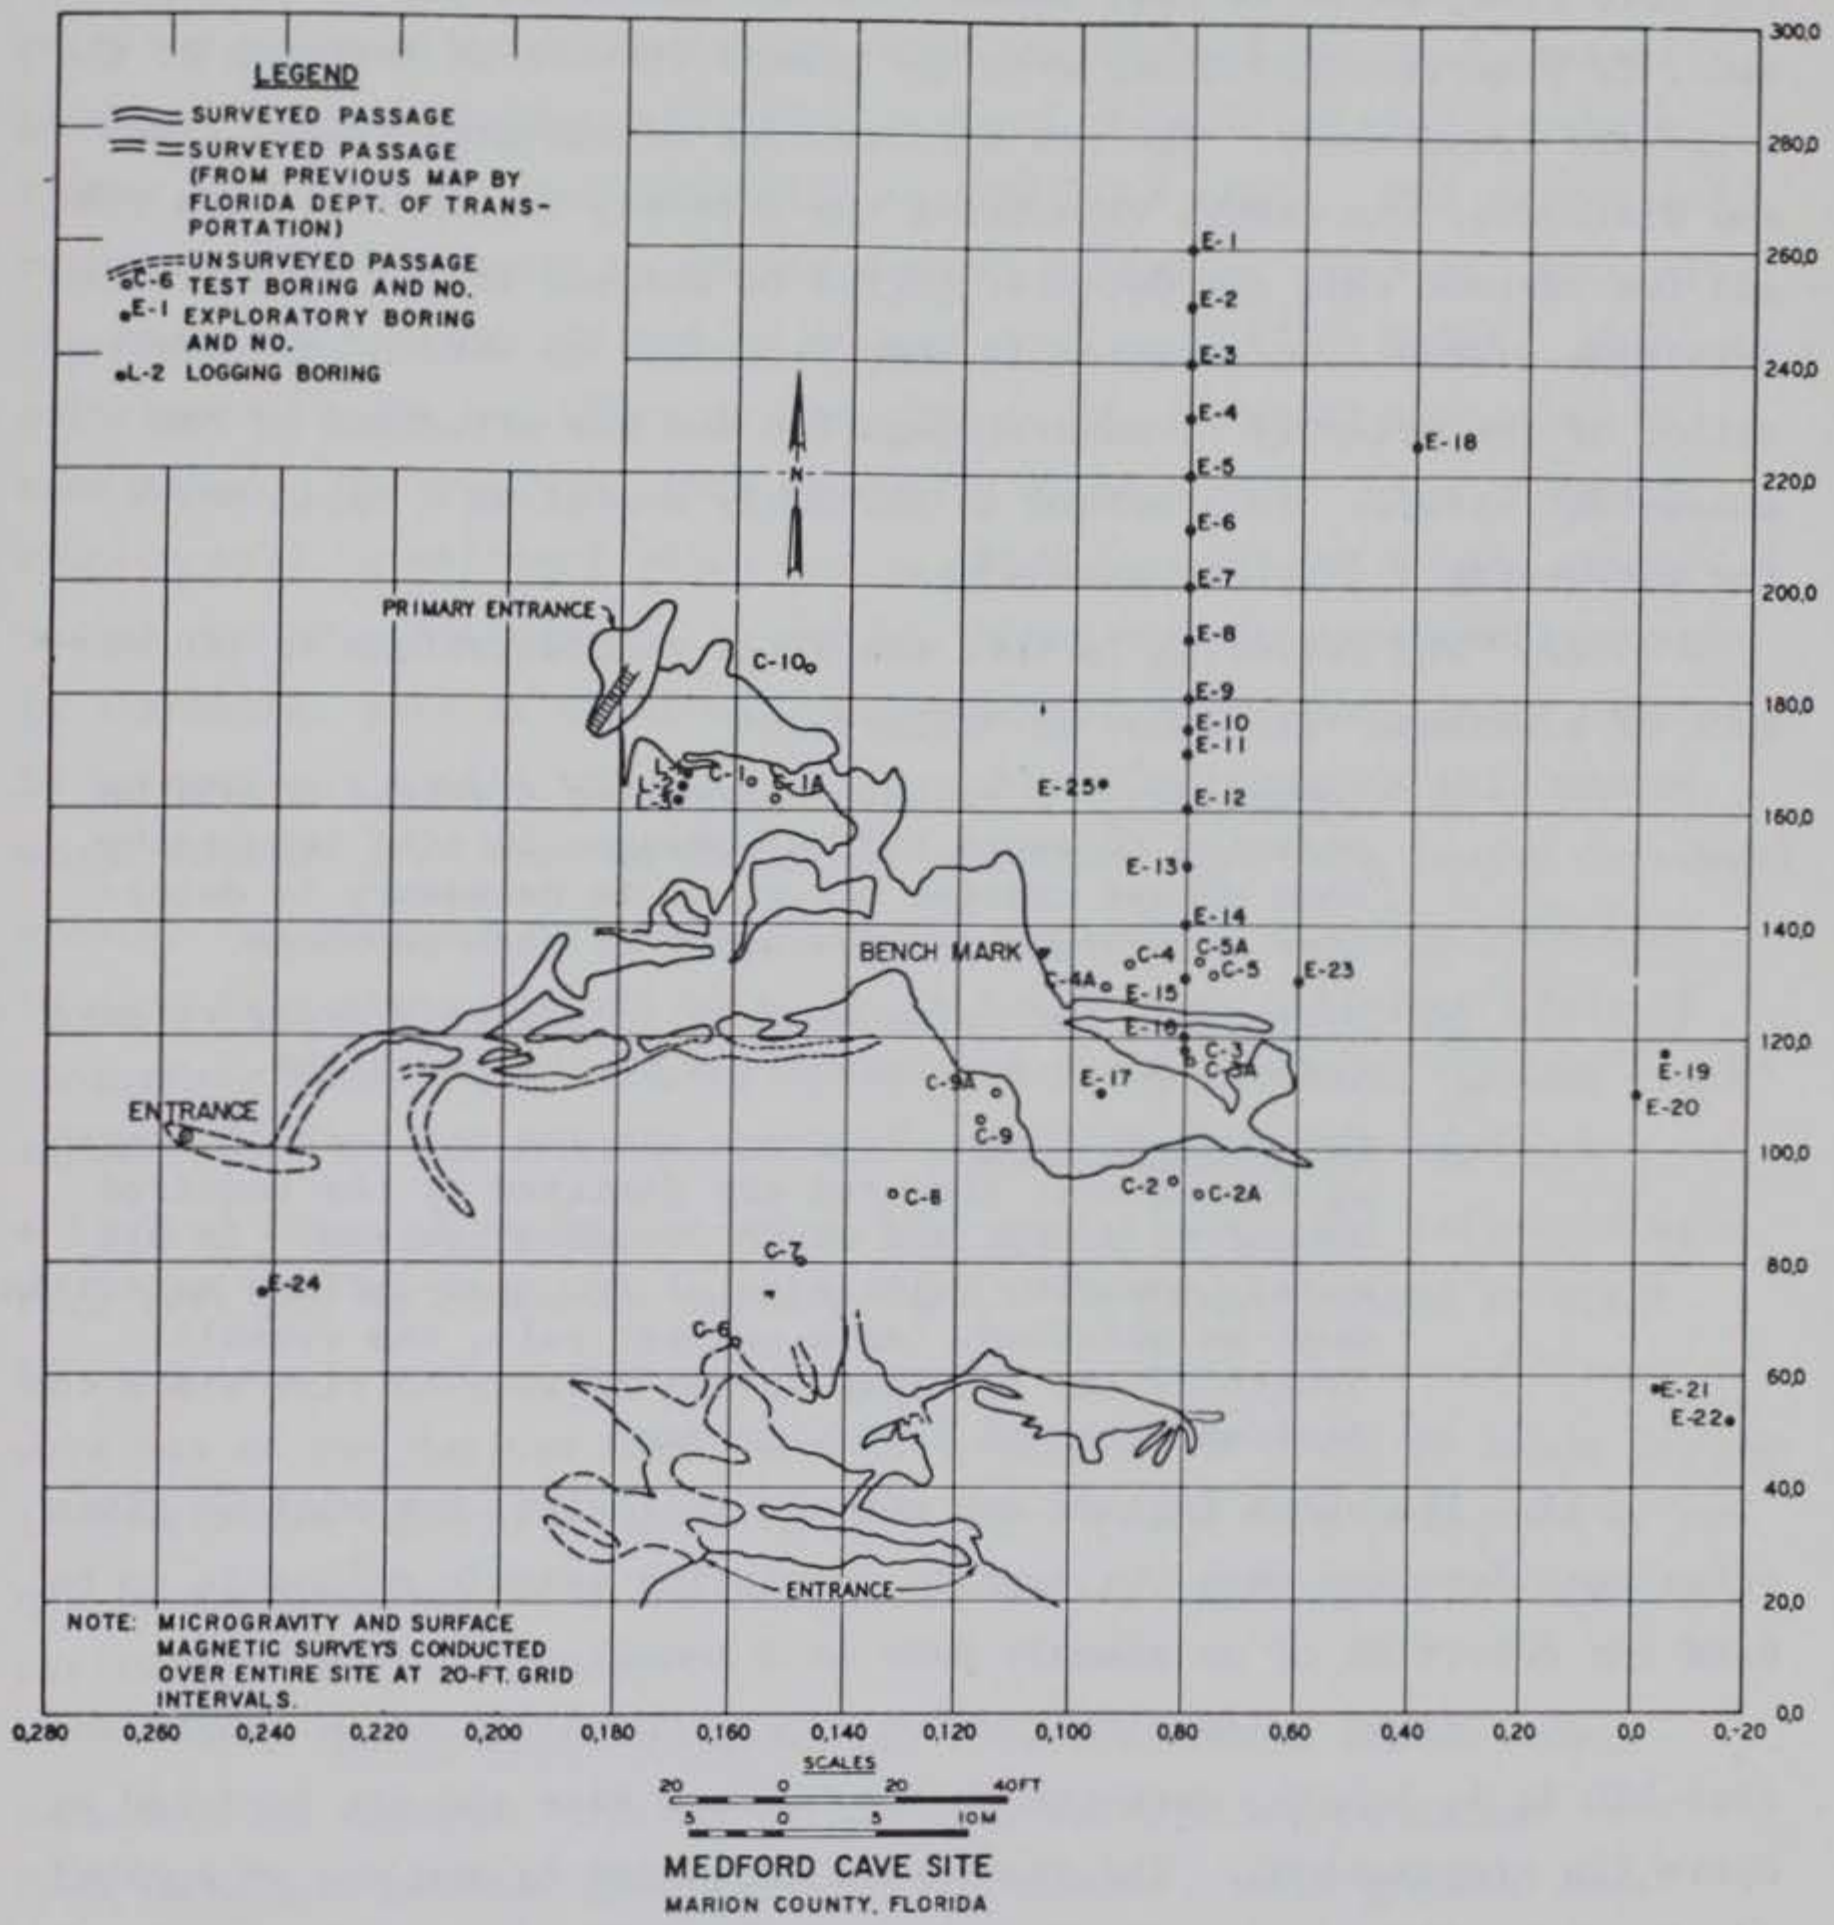 LEGEND
SURVEYED PASSAGE
SURVEYED PASSAGE
(FROM PREVIOUS MAP BY
FLORIDA DEPT. OF TRANS-
PORTATION)
UNSURVEYED PASSAGE
C-6 TEST BORING AND NO.
E-1 EXPLORATORY BORING
AND NO.
L-2 LOGGING BORING
300,0
280,0
E-1
260,0
E-2
E-3
240,0
E-4
E-18
E-5
N
220,0
E-6
E-7
200,0
PRIMARY ENTRANCE
E-8
C-10
E-9
180,0
E-10
E-11
C-1
E-25
L-2
E-12
160,0
E-13
E-14
140,0
BENCH MARK
C-4
C-5A
C-5
E-23
C-4A
E-15
E-16
120,0
C-3
C-3A
E-19
C-9A
E-17
E-20
ENTRANCE
C-9
100,0
C-2
C-2A
C-8
C-7
80,0
E-24
C-6
60,0
E-21
E-22
40,0
ENTRANCE
20,0
NOTE: MICROGRAVITY AND SURFACE
MAGNETIC SURVEYS CONDUCTED
OVER ENTIRE SITE AT 20-FT. GRID
INTERVALS.
0,0
0,280 0,260 0,240 0,220 0,200 0,180 0,160 0,140 0,120 0,100 0,80 0,60 0,40 0,20 0,0 0,-20
SCALES
20 0 20 40FT
5 0 5 10M
MEDFORD CAVE SITE
MARION COUNTY, FLORIDA